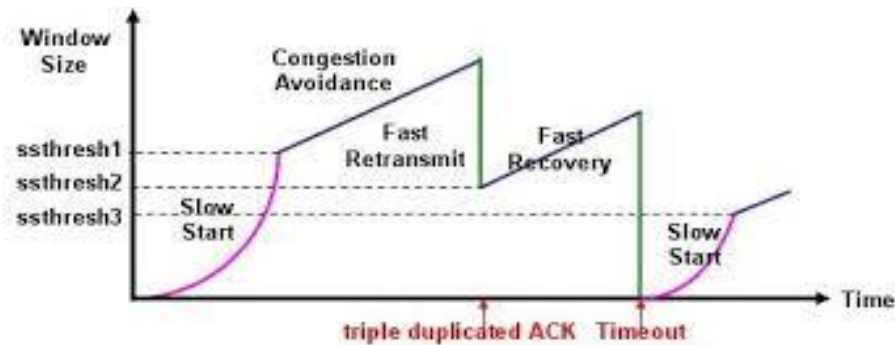 Window
Size
Congestion
Avoidance
ssthresh1
Fast
Retransmit
Fast
Recovery
ssthresh2
ssthresh3
Slow
Start
Slow
Start
Time
triple duplicated ACK
Timeout